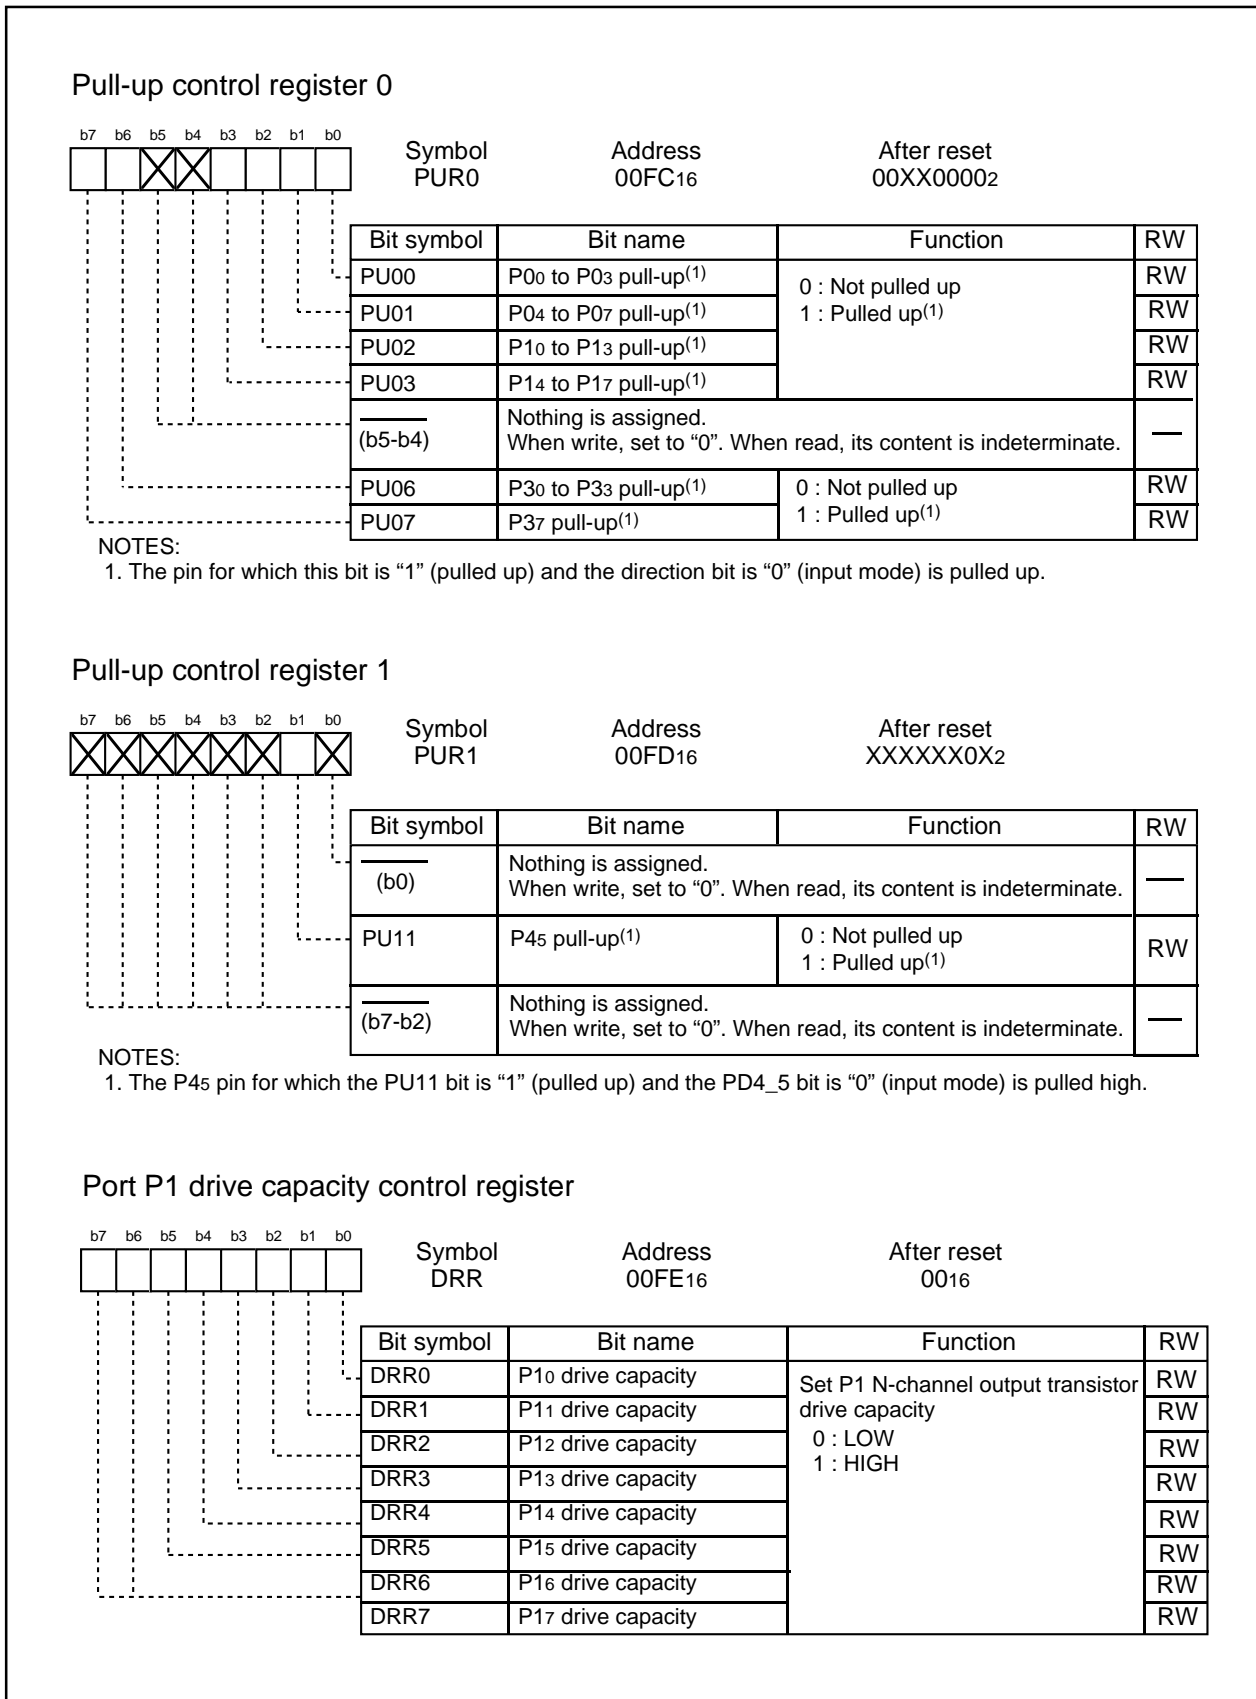 Pull-up control register 0
b7 b6 b5 b4 b3 b2 b1 b0
Symbol Address After reset
PUR0 00FC16 00XX00002
Bit symbol Bit name Function RW
PU00 P00 to P03 pull-up(1) 0 : Not pulled up RW
PU01 P04 to P07 pull-up(1) 1 : Pulled up(1) RW
PU02 P10 to P13 pull-up(1) RW
PU03 P14 to P17 pull-up(1) RW
(b5-b4) Nothing is assigned.
When write, set to “0”. When read, its content is indeterminate.
PU06 P30 to P33 pull-up(1) 0 : Not pulled up RW
PU07 P37 pull-up(1) 1 : Pulled up(1) RW
NOTES:
1. The pin for which this bit is “1” (pulled up) and the direction bit is “0” (input mode) is pulled up.
Pull-up control register 1
b7 b6 b5 b4 b3 b2 b1 b0
Symbol Address After reset
PUR1 00FD16 XXXXXX0X2
Bit symbol Bit name Function RW
(b0) Nothing is assigned.
When write, set to “0”. When read, its content is indeterminate.
PU11 P45 pull-up(1) 0 : Not pulled up RW
1 : Pulled up(1)
(b7-b2) Nothing is assigned.
When write, set to “0”. When read, its content is indeterminate.
NOTES:
1. The P45 pin for which the PU11 bit is “1” (pulled up) and the PD4_5 bit is “0” (input mode) is pulled high.
Port P1 drive capacity control register
b7 b6 b5 b4 b3 b2 b1 b0
Symbol Address After reset
DRR 00FE16 0016
Bit symbol Bit name Function RW
DRR0 P10 drive capacity Set P1 N-channel output transistor RW
DRR1 P11 drive capacity drive capacity RW
DRR2 P12 drive capacity 0 : LOW RW
DRR3 P13 drive capacity 1 : HIGH RW
DRR4 P14 drive capacity RW
DRR5 P15 drive capacity RW
DRR6 P16 drive capacity RW
DRR7 P17 drive capacity RW